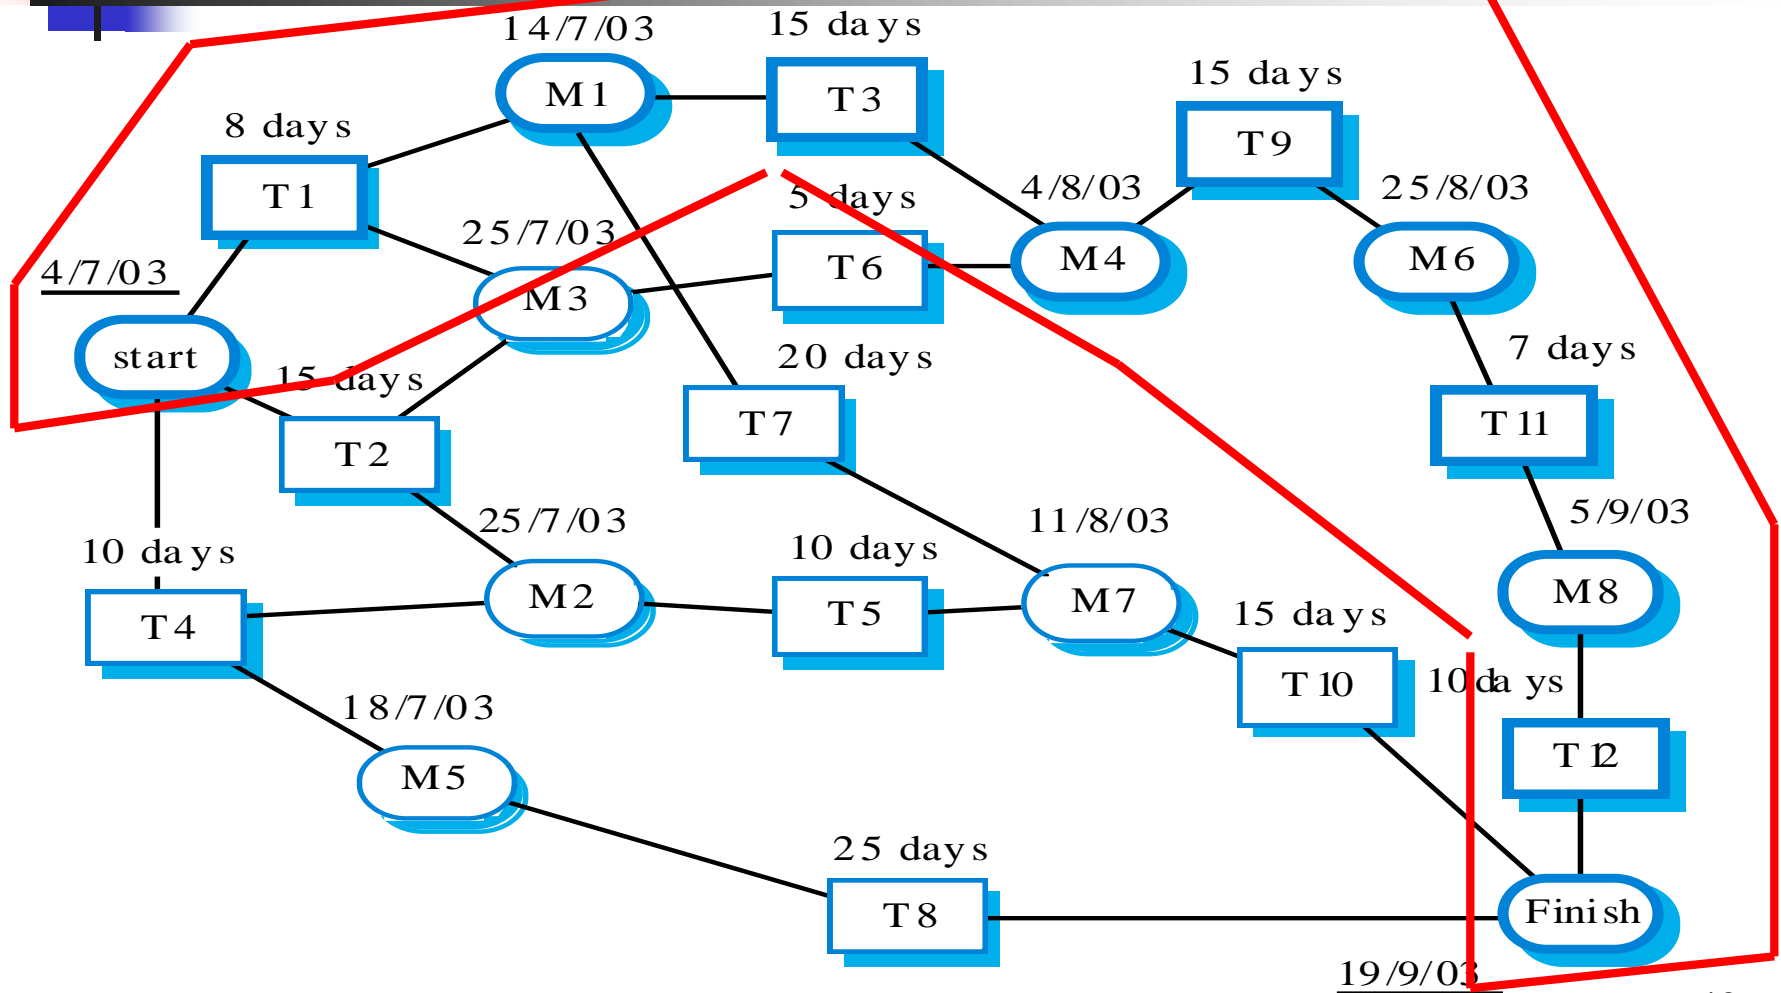 14/7/03
15 days
M1
T3
15 days
8 days
T9
T1
5 days
4/8/03
25/8/03
25/7/03
4/7/03
M3
T6
M4
M6
start
15 days
20 days
7 days
T2
T7
T11
25/7/03
11/8/03
5/9/03
10 days
10 days
M2
M7
M8
T4
T5
15 days
18/7/03
T10
10 days
M5
T12
25 days
T8
Finish
19/9/03